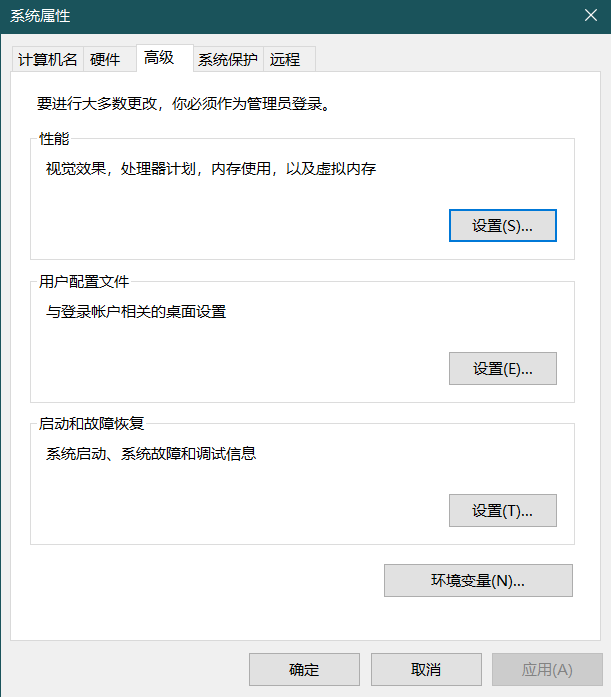 系统属性
计算机名 硬件 高级 系统保护 远程
要进行大多数更改，你必须作为管理员登录。
性能
视觉效果，处理器计划，内存使用，以及虚拟内存
设置(S)...
用户配置文件
与登录帐户相关的桌面设置
设置(E)...
启动和故障恢复
系统启动、系统故障和调试信息
设置(T)...
环境变量(N)...
确定 取消 应用(A)